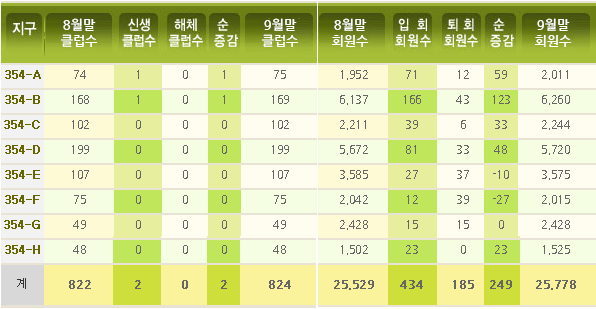 지구 8월말 클럽수 신생 클럽수 해체 클럽수 순 증감 9월말 클럽수 8월말 회원수 입 회 회원수 퇴 회 회원수 순 증감 9월말 회원수
354-A 74 1 0 1 75 1,952 71 12 59 2,011
354-B 168 1 0 1 169 6,137 166 43 123 6,260
354-C 102 0 0 0 102 2,211 39 6 33 2,244
354-D 199 0 0 0 199 5,672 81 33 48 5,720
354-E 107 0 0 0 107 3,585 27 37 -10 3,575
354-F 75 0 0 0 75 2,042 12 39 -27 2,015
354-G 49 0 0 0 49 2,428 15 15 0 2,428
354-H 48 0 0 0 48 1,502 23 0 23 1,525
계 822 2 0 2 824 25,529 434 185 249 25,778